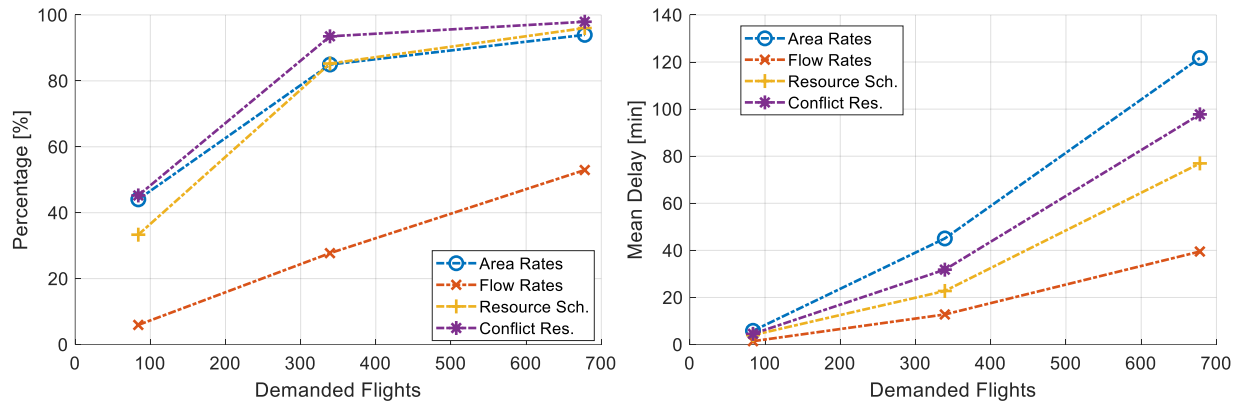 Percentage [%]
100
80
60
40
20
0
Area Rates
Flow Rates
Resource Sch.
Conflict Res.
0 100 200 300 400 500 600 700
Demanded Flights
Mean Delay [min]
140
120
100
80
60
40
20
0
Area Rates
Flow Rates
Resource Sch.
Conflict Res.
0 100 200 300 400 500 600 700
Demanded Flights